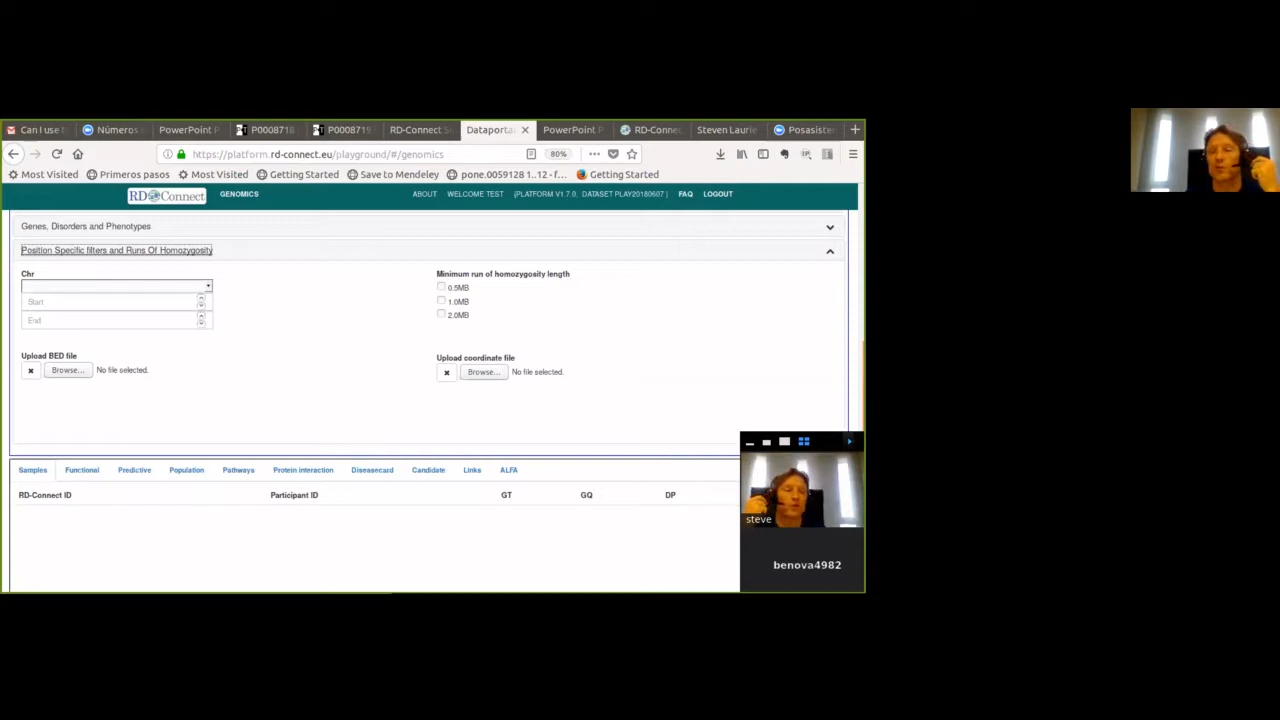 Can I use t
Números
PowerPoint P
P0008718
P0008719
RD-Connect S
Dataporta
PowerPoint P
RD-Connec
Steven Laurie
Posasister
https://platform.rd-connect.eu/playground/#/genomics
80%
Most Visited
Primeros pasos
Getting Started
Most Visited
Getting Started
Save to Mendeley
pone.0059128 1..12 - f...
Getting Started
RD Connect
GENOMICS
ABOUT
WELCOME TEST
(PLATFORM V1.7.0, DATASET PLAY20180607 )
FAQ
LOGOUT
Genes, Disorders and Phenotypes
Position Specific filters and Runs Of Homozygosity
Chr
Start
End
Minimum run of homozygosity length
0.5MB
1.0MB
2.0MB
Upload BED file
Browse... No file selected.
Upload coordinate file
Browse... No file selected.
Samples
Functional
Predictive
Population
Pathways
Protein interaction
Diseasecard
Candidate
Links
ALFA
RD-Connect ID
Participant ID
GT
GQ
DP
steve
benova4982